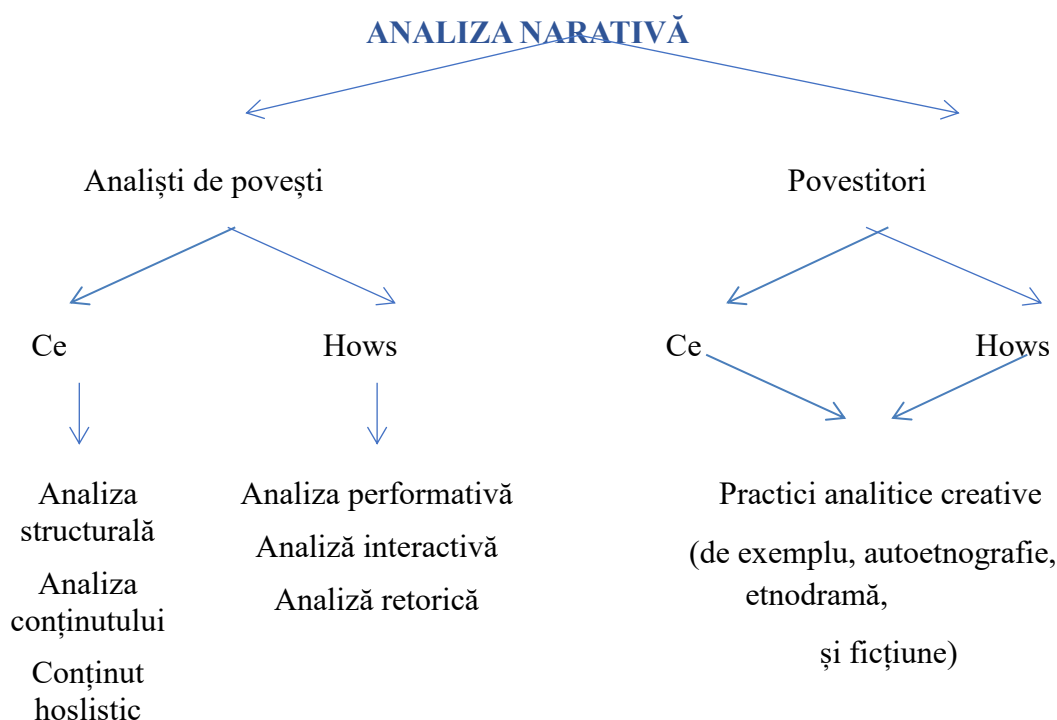 ANALIZA NARATIVĂ
Analiști de povești
Povestitori
Ce
Hows
Ce
Hows
Analiza
structurală
Analiza
conținutului
Conținut
hoslistic
Analiza performativă
Analiză interactivă
Analiză retorică
Practici analitice creative
(de exemplu, autoetnografie,
etnodramă,
și ficțiune)